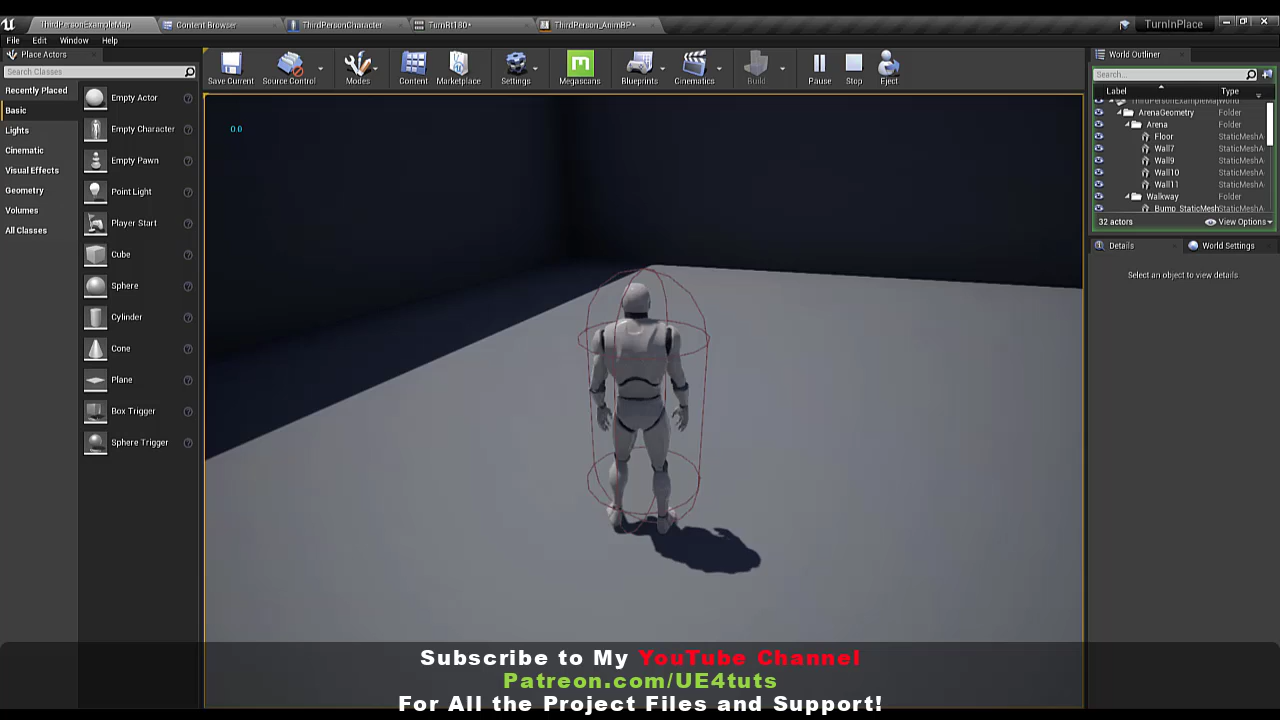 ThirdPersonExampleMap
Content Browser
ThirdPersonCharacter
TurnRt180*
ThirdPerson_AnimBP*
TurnInPlace
File Edit Window Help
Place Actors
Search Classes
Recently Placed
Basic
Lights
Cinematic
Visual Effects
Geometry
Volumes
All Classes
Empty Actor
Empty Character
Empty Pawn
Point Light
Player Start
Cube
Sphere
Cylinder
Cone
Plane
Box Trigger
Sphere Trigger
Save Current
Source Control
Modes
Content
Marketplace
Settings
Megascans
Blueprints
Cinematics
Build
Pause
Stop
Eject
0.0
World Outliner
Search...
Label Type
ThirdPersonExampleMap World
ArenaGeometry Folder
Arena Folder
Floor StaticMeshA
Wall7 StaticMeshA
Wall9 StaticMeshA
Wall10 StaticMeshA
Wall11 StaticMeshA
Walkway Folder
Bump_StaticMesh StaticMeshA
32 actors View Options
Details
World Settings
Select an object to view details
Subscribe to My YouTube Channel
Patreon.com/UE4tuts
For All the Project Files and Support!